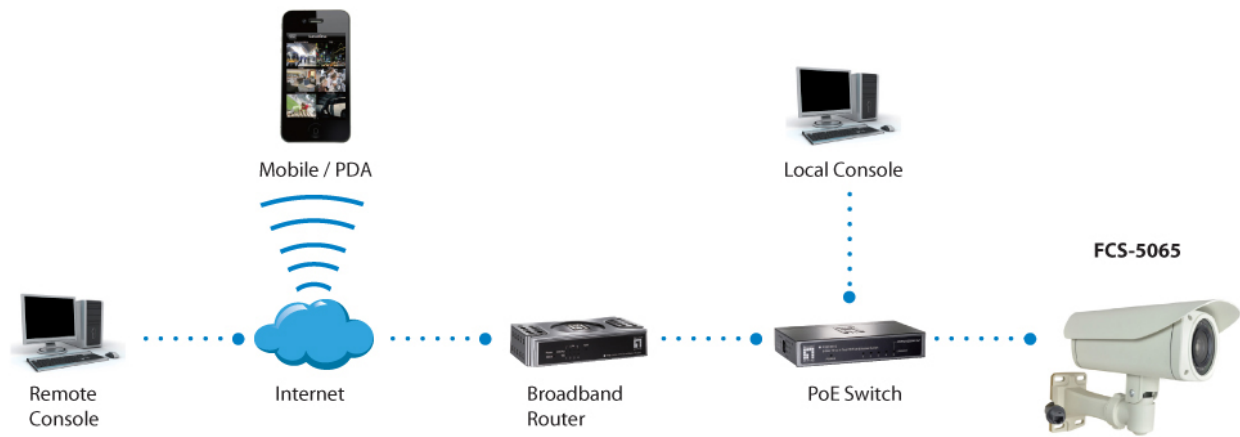 Mobile / PDA
Local Console
FCS-5065
Remote
Console
Internet
Broadband
Router
PoE Switch